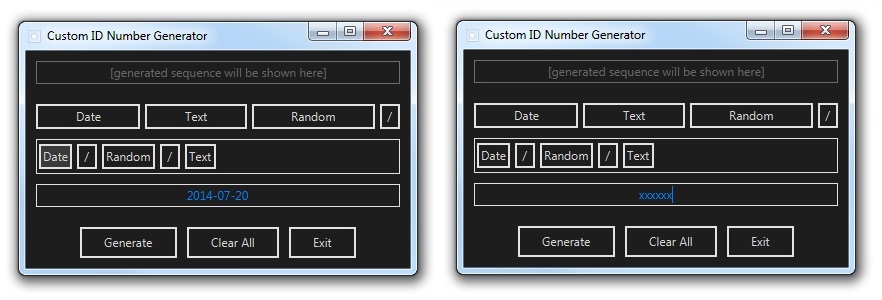 Custom ID Number Generator
[generated sequence will be shown here]
Date Text Random /
Date / Random / Text
2014-07-20
Generate Clear All Exit
Custom ID Number Generator
[generated sequence will be shown here]
Date Text Random /
Date / Random / Text
xxxxxx
Generate Clear All Exit